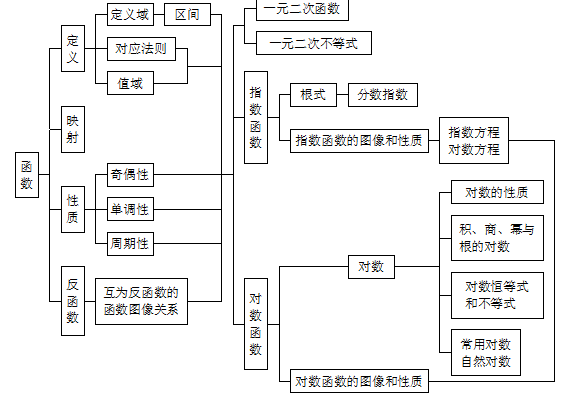 函数
定义
定义域
区间
对应法则
值域
映射
性质
奇偶性
单调性
周期性
反函数
互为反函数的
函数图像关系
一元二次函数
一元二次不等式
指数函数
根式
分数指数
指数函数的图像和性质
指数方程
对数方程
对数函数
对数
对数的性质
积、商、幂与
根的对数
对数恒等式
和不等式
常用对数
自然对数
对数函数的图像和性质